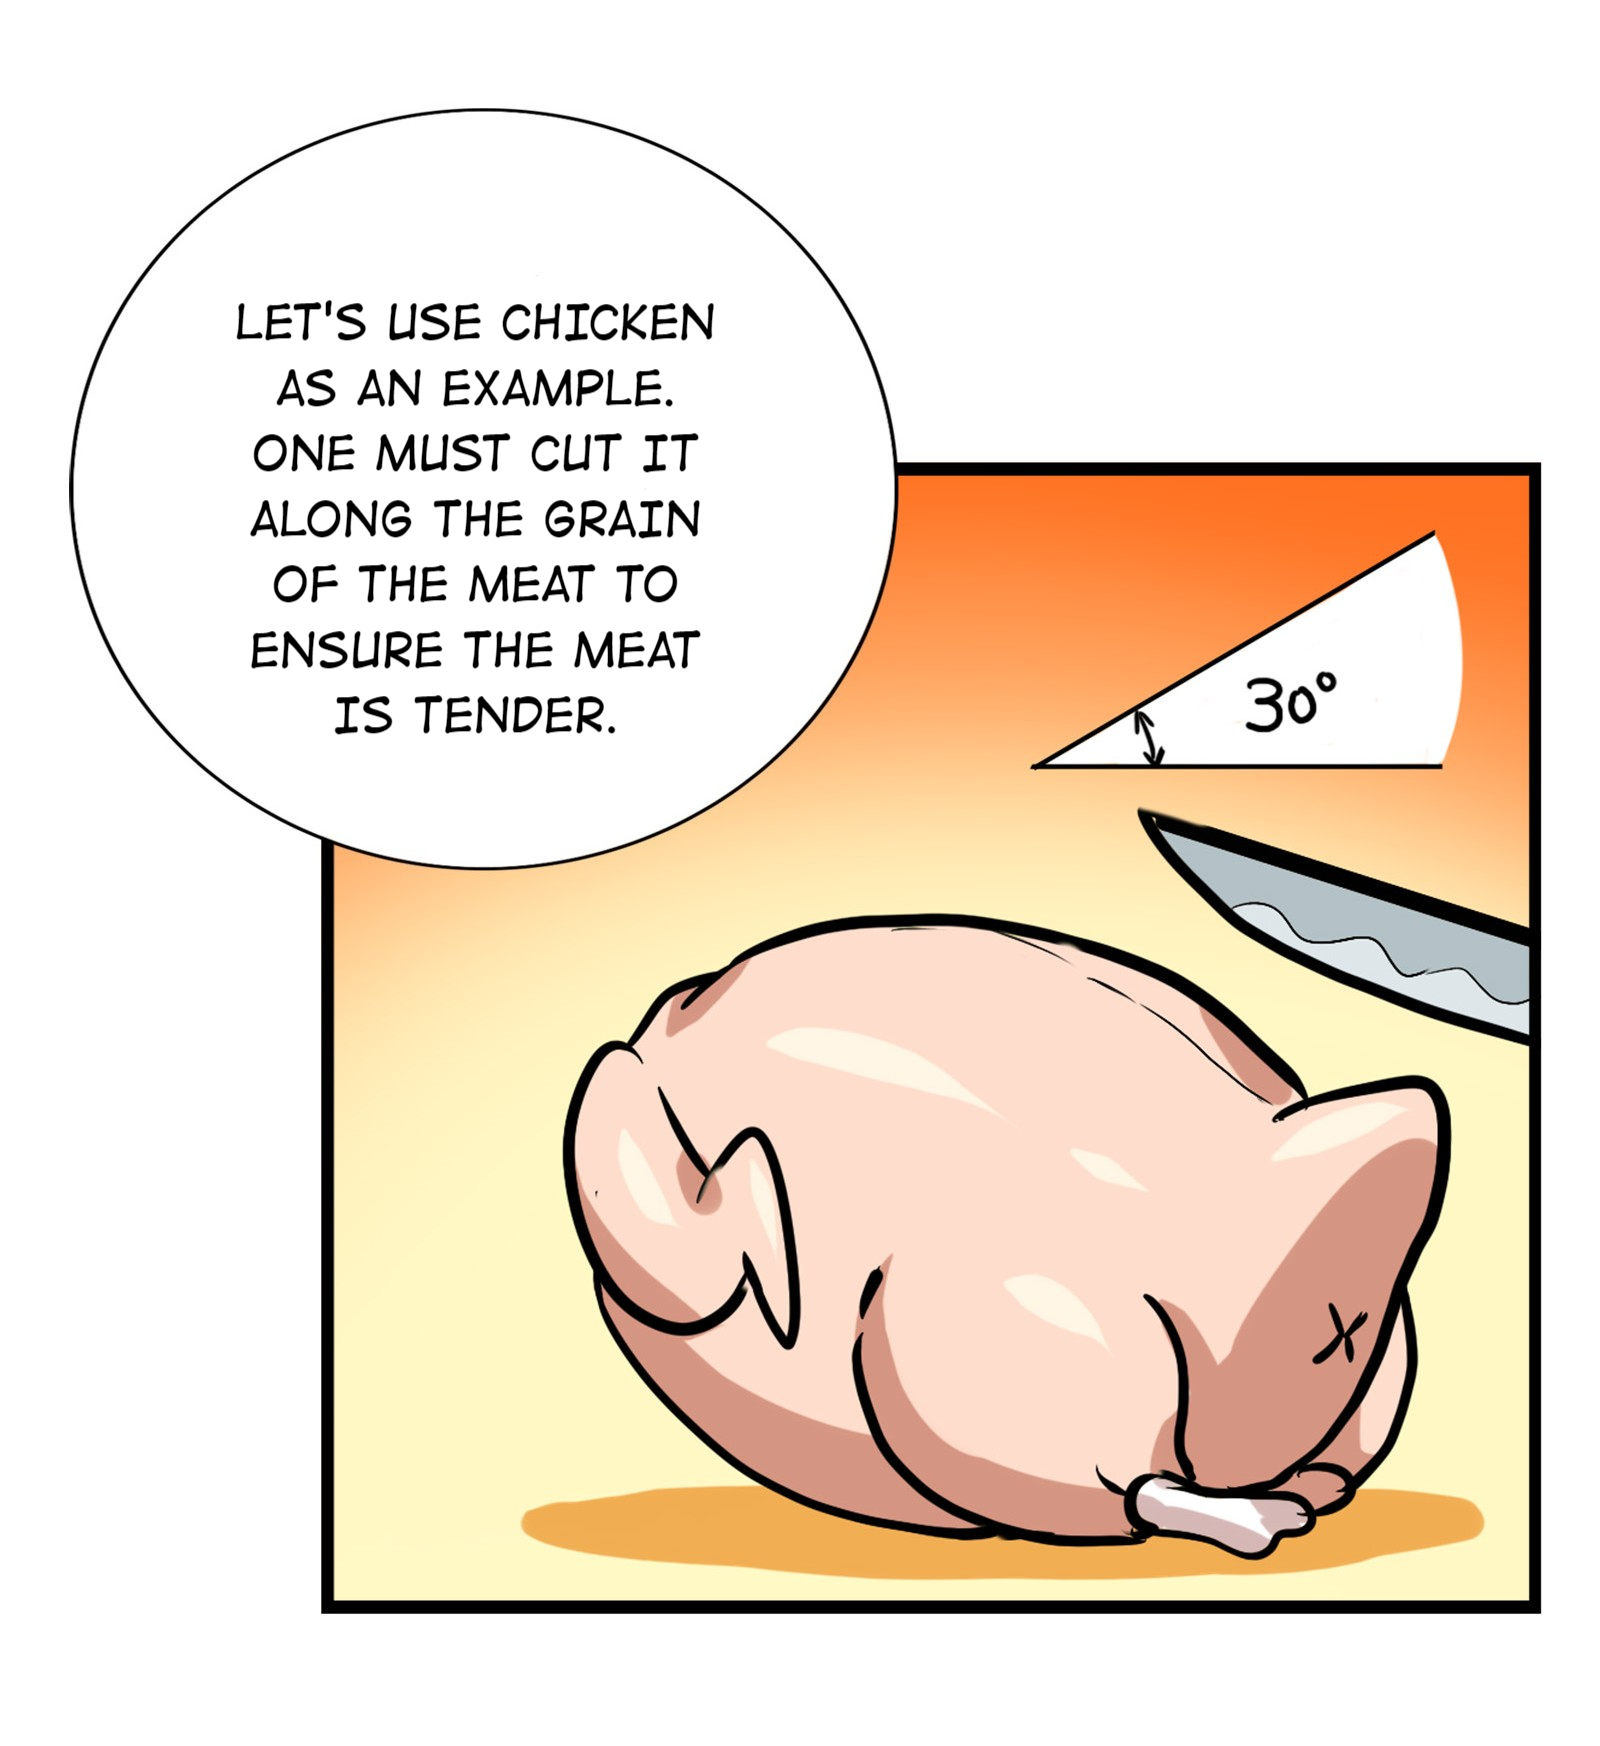 LET'S USE CHICKEN
AS AN EXAMPLE.
ONE MUST CUT IT
ALONG THE GRAIN
OF THE MEAT TO
ENSURE THE MEAT
IS TENDER.
30°